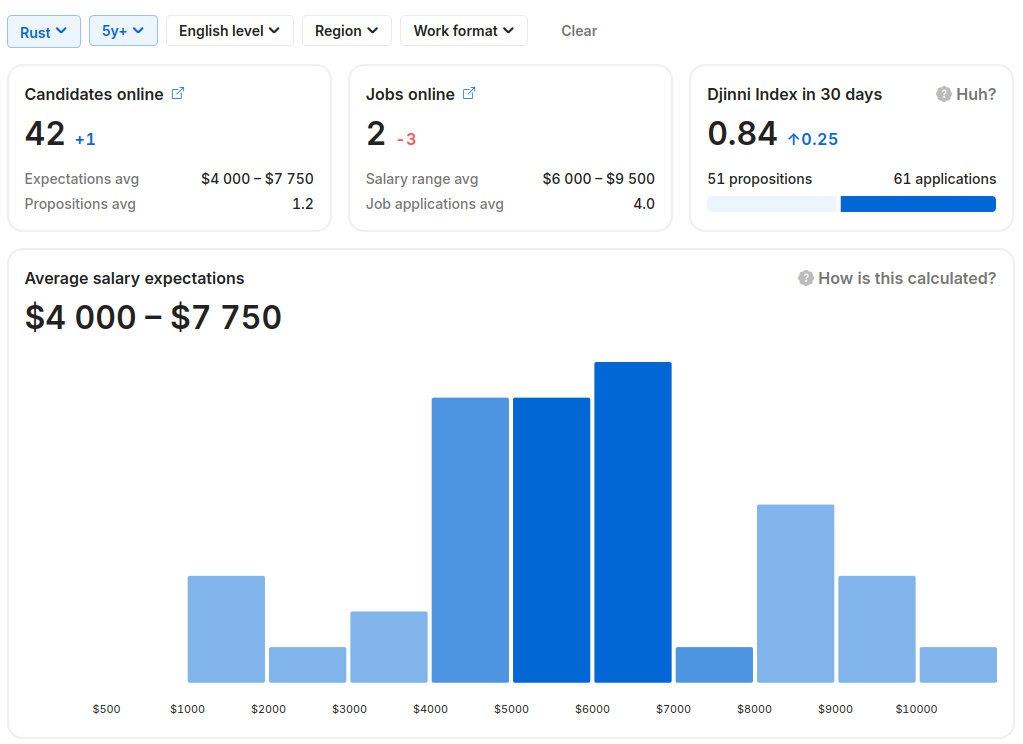 Rust 5y+ English level Region Work format Clear
Candidates online Jobs online Djinni Index in 30 days Huh?
42 +1 2 -3 0.84 ↑0.25
Expectations avg $4 000 – $7 750 Salary range avg $6 000 – $9 500 51 propositions 61 applications
Propositions avg 1.2 Job applications avg 4.0
Average salary expectations How is this calculated?
$4 000 – $7 750
$500 $1000 $2000 $3000 $4000 $5000 $6000 $7000 $8000 $9000 $10000